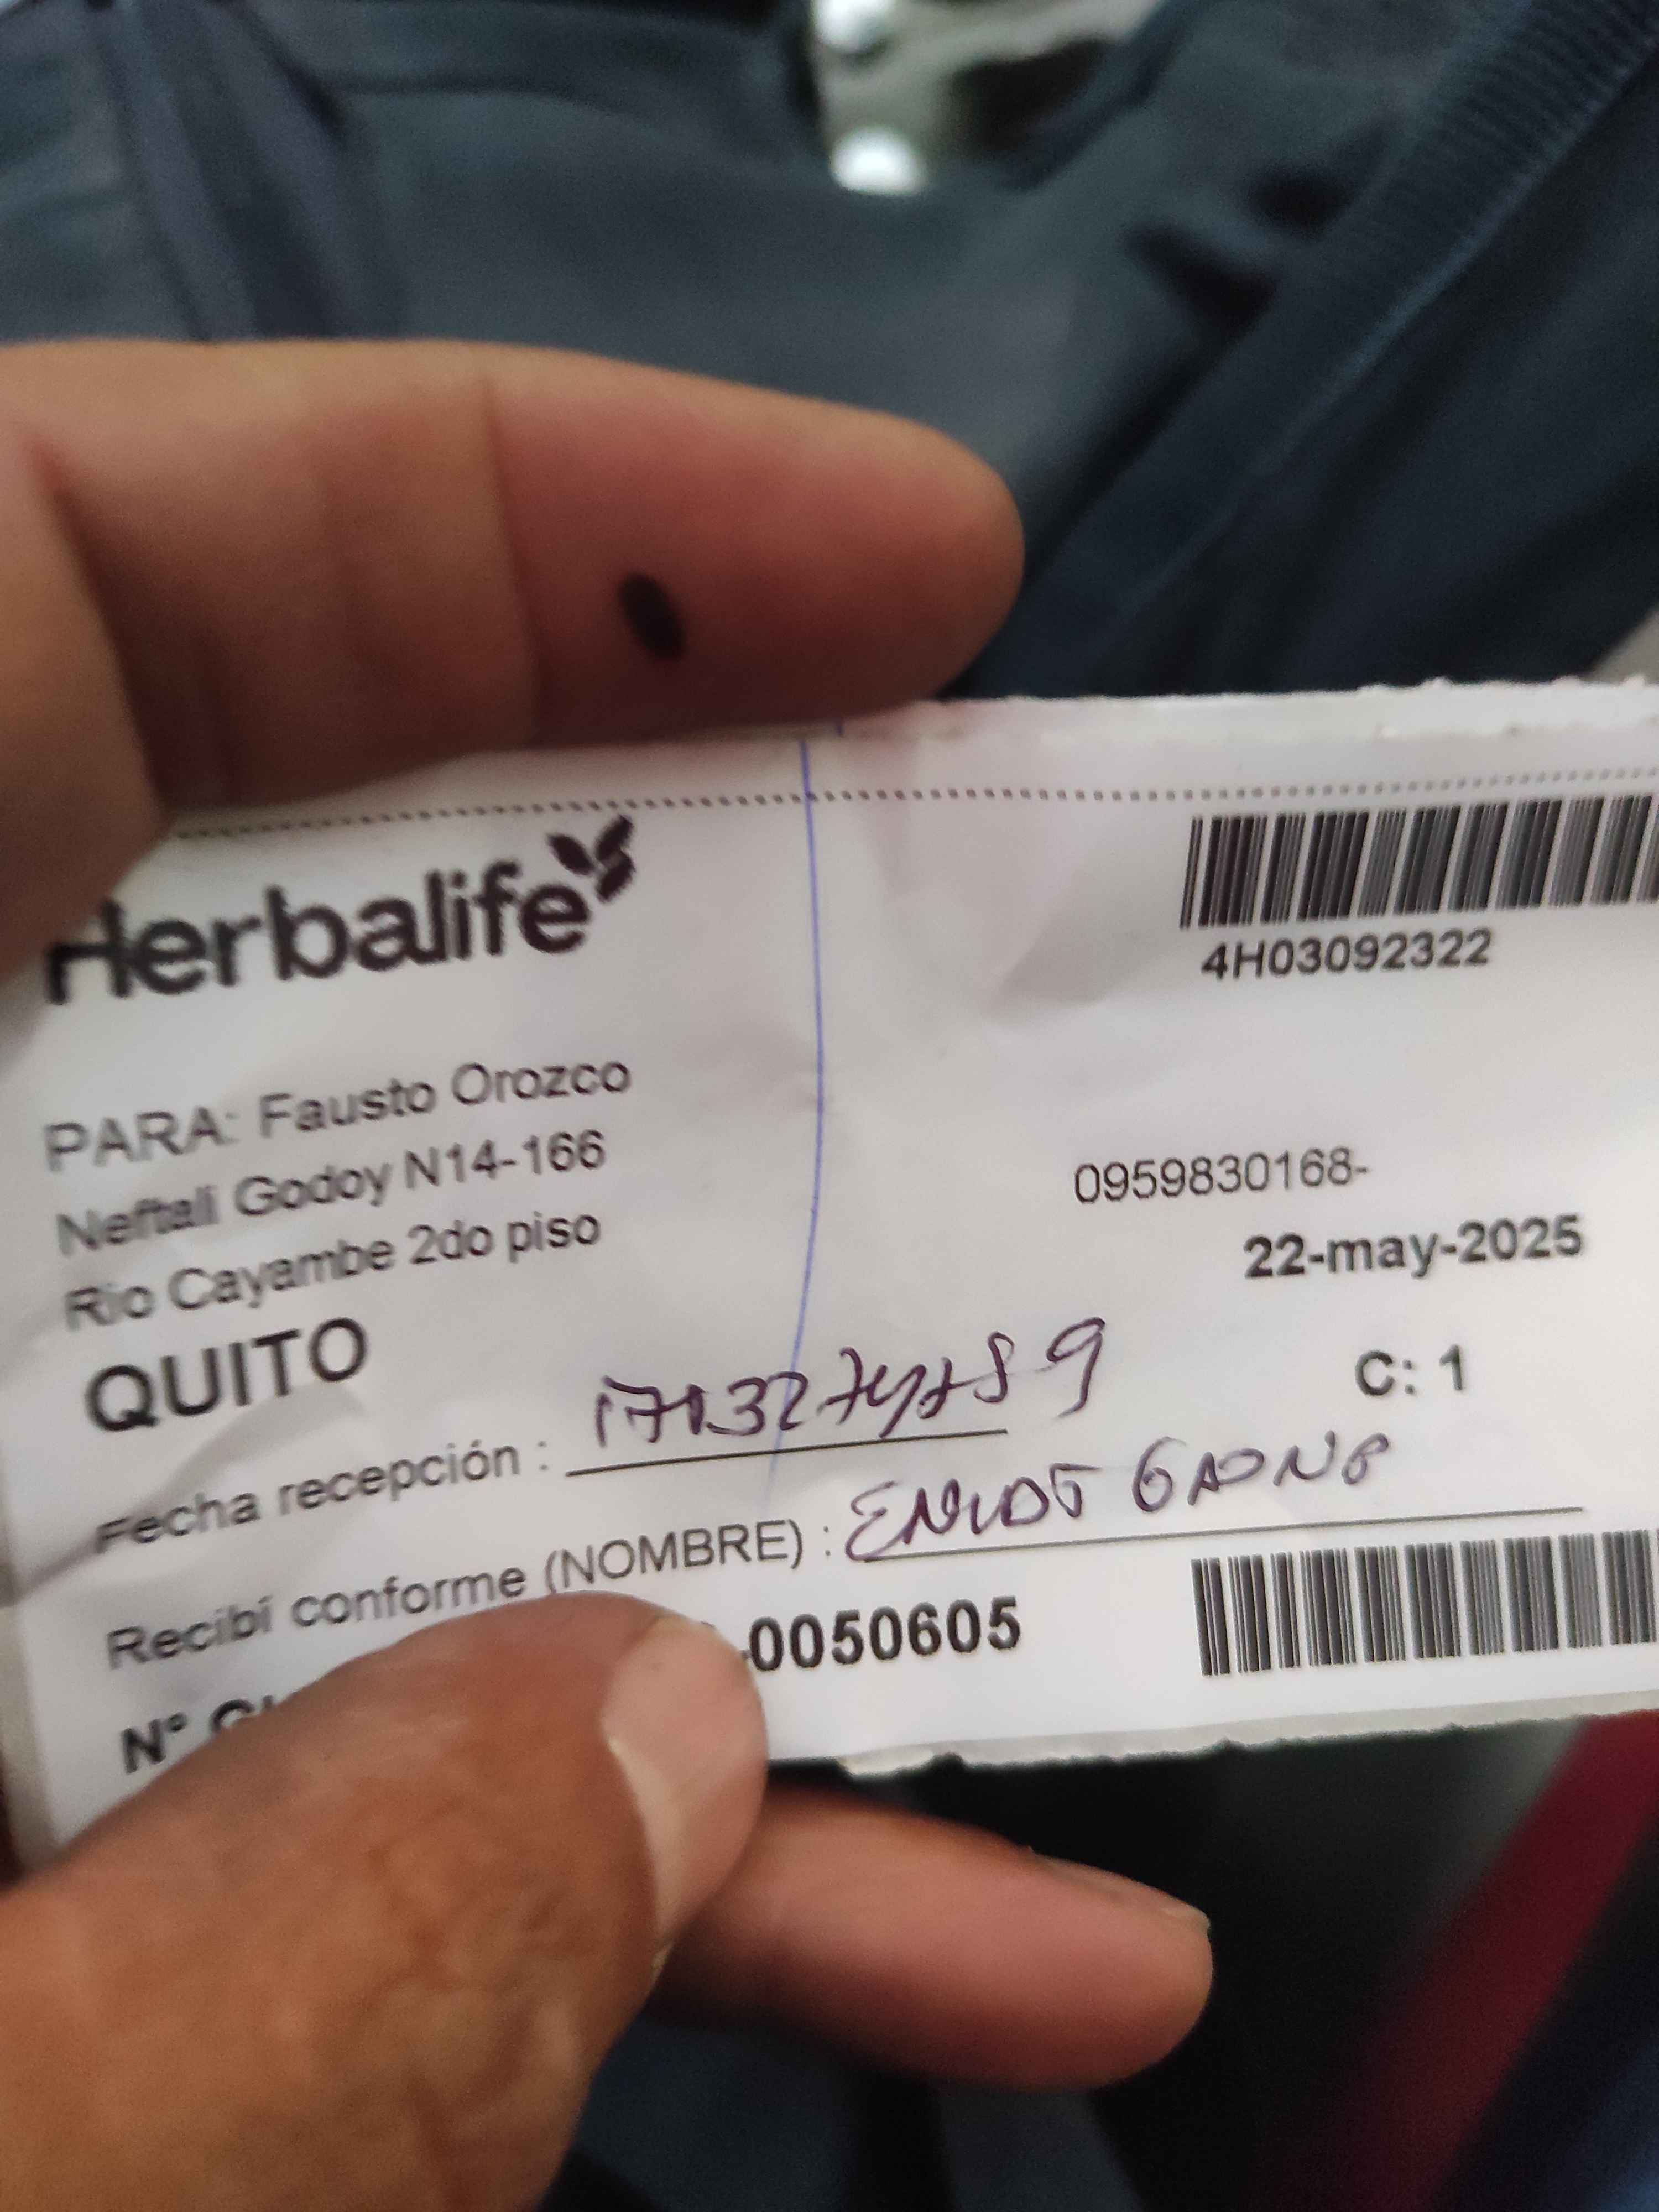 Herbalife
4H03092322
PARA: Fausto Orozco
Neftali Godoy N14-166
0959830168-
Rio Cayambe 2do piso
22-may-2025
QUITO
C: 1
Fecha recepción :
Recibí conforme (NOMBRE) :
Nº
-0050605